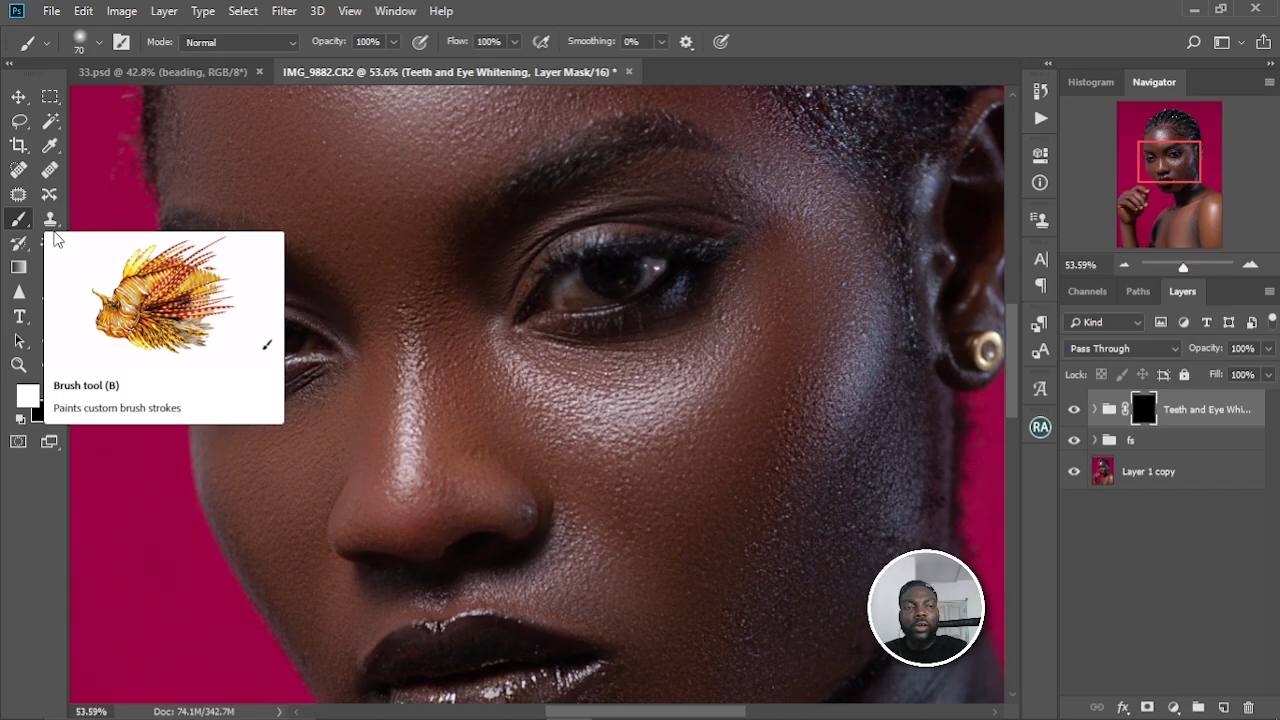 Ps File Edit Image Layer Type Select Filter 3D View Window Help
70 Mode: Normal Opacity: 100% Flow: 100% Smoothing: 0%
33.psd @ 42.8% (beading, RGB/8*) × IMG_9882.CR2 @ 53.6% (Teeth and Eye Whitening, Layer Mask/16) * ×
Histogram Navigator
53.59%
Channels Paths Layers
Kind
Pass Through Opacity: 100%
Lock: Fill: 100%
Teeth and Eye Whi...
fs
Layer 1 copy
RA
Brush tool (B)
Paints custom brush strokes
53.59% Doc: 74.1M/342.7M